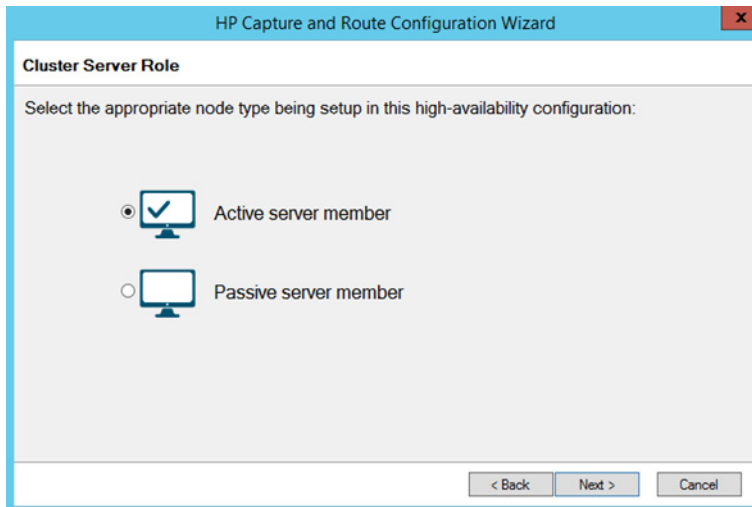 HP Capture and Route Configuration Wizard
x
Cluster Server Role
Select the appropriate node type being setup in this high-availability configuration:
Active server member
Passive server member
< Back Next > Cancel